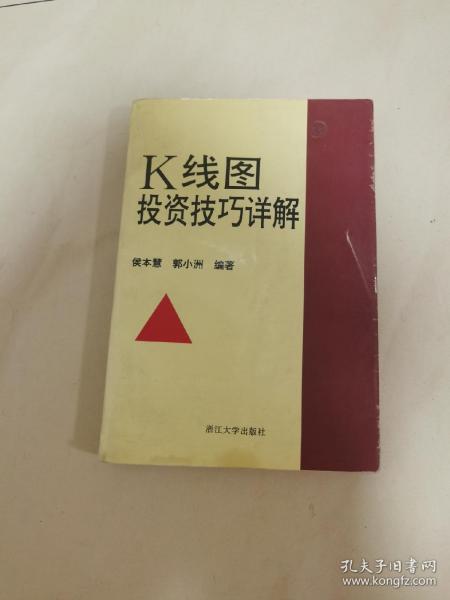 K线图
投资技巧详解
侯本慧 郭小洲 编著
浙江大学出版社
孔夫子旧书网
www.kongfz.com